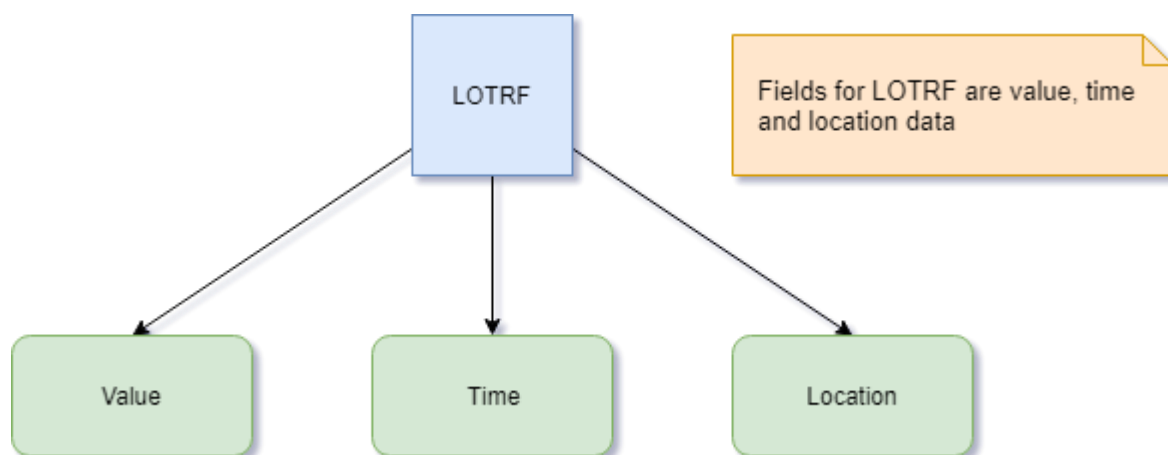 LOTRF
Fields for LOTRF are value, time
and location data
Value
Time
Location